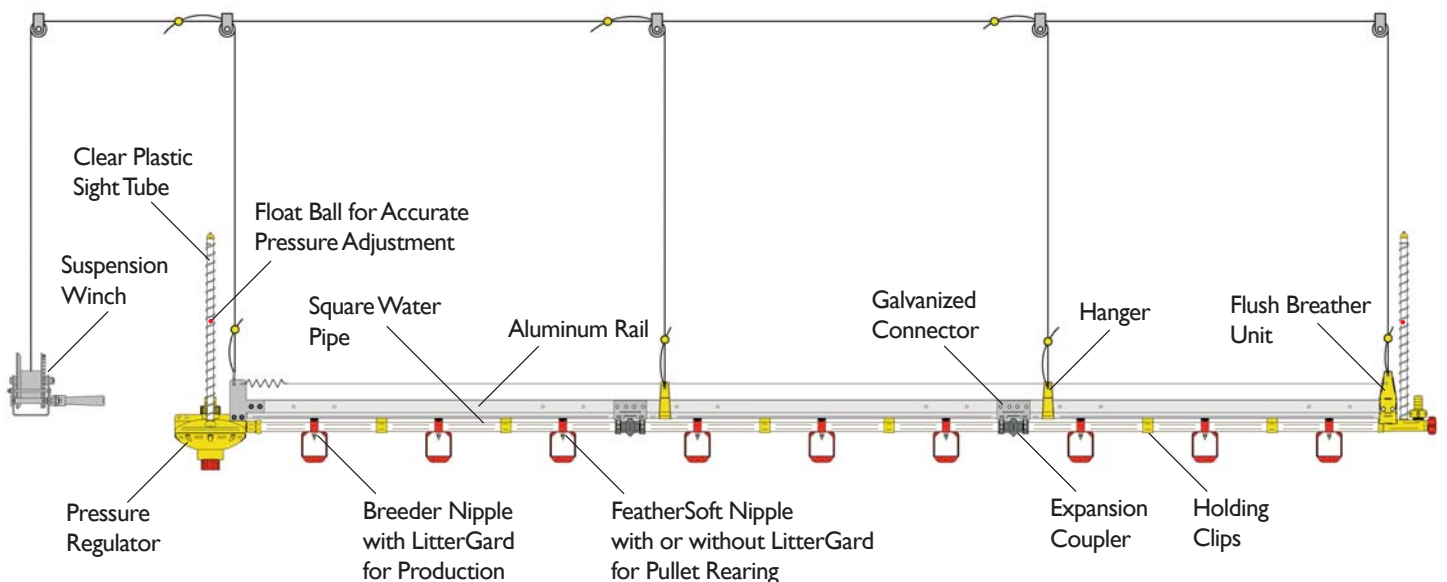 Clear Plastic
Sight Tube
Float Ball for Accurate
Pressure Adjustment
Suspension
Winch
Square Water
Pipe
Aluminum Rail
Galvanized
Connector
Hanger
Flush Breather
Unit
Pressure
Regulator
Breeder Nipple
with LitterGard
for Production
FeatherSoft Nipple
with or without LitterGard
for Pullet Rearing
Expansion
Coupler
Holding
Clips